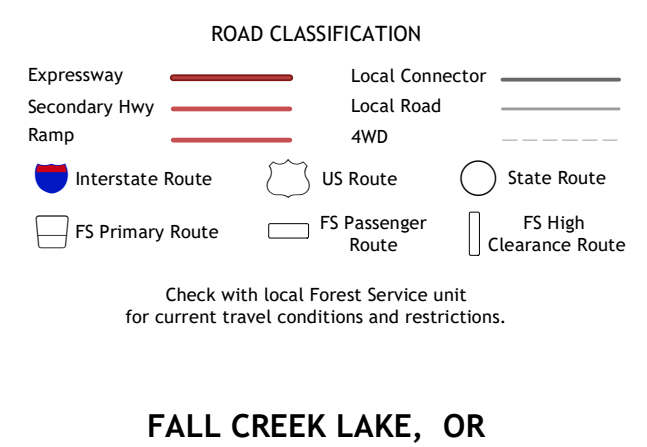 ROAD CLASSIFICATION
Expressway
Local Connector
Secondary Hwy
Local Road
Ramp
4WD
Interstate Route
US Route
State Route
FS Primary Route
FS Passenger
Route
FS High
Clearance Route
Check with local Forest Service unit
for current travel conditions and restrictions.
FALL CREEK LAKE, OR